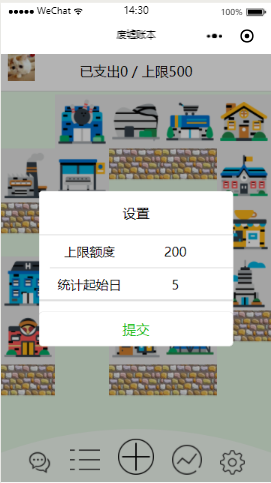 WeChat 14:30 100%
废墟账本
已支出0 / 上限500
H
设置
上限额度 200
统计起始日 5
提交